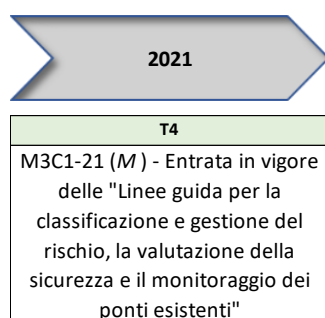 2021
T4
M3C1-21 (M ) - Entrata in vigore
delle "Linee guida per la
classificazione e gestione del
rischio, la valutazione della
sicurezza e il monitoraggio dei
ponti esistenti"